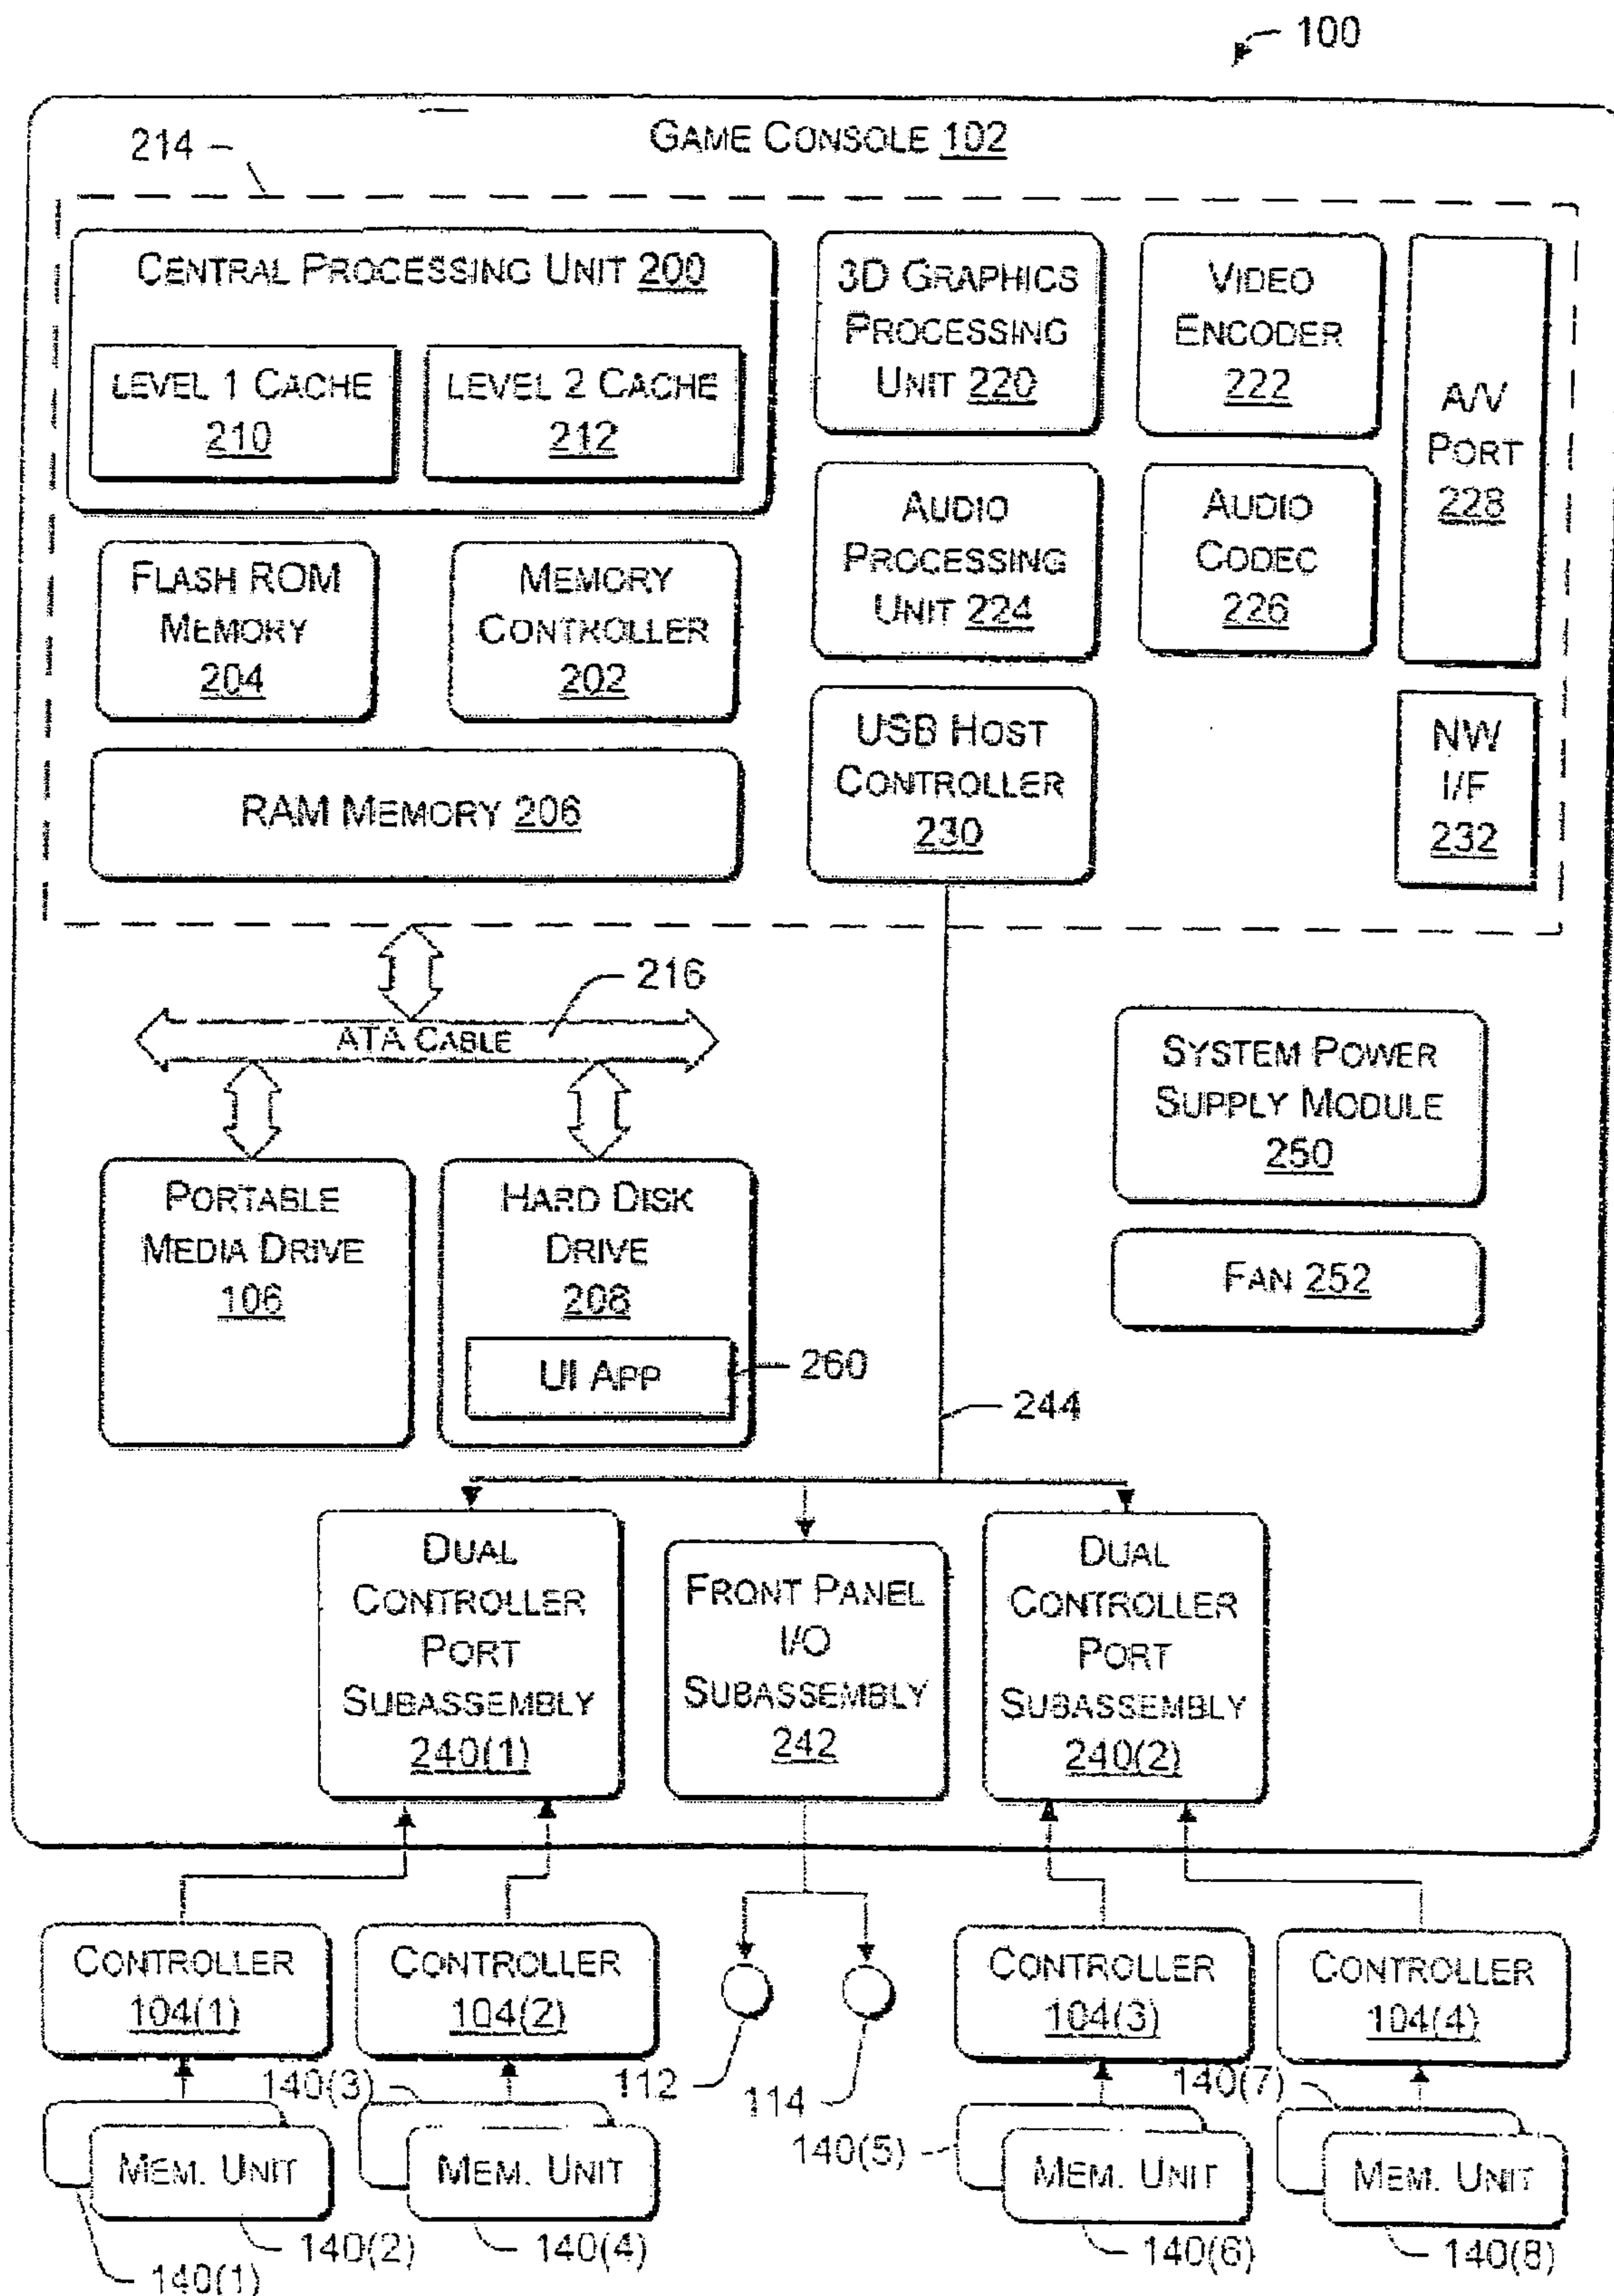 100
GAME CONSOLE 102
214
CENTRAL PROCESSING UNIT 200
LEVEL 1 CACHE
210
LEVEL 2 CACHE
212
3D GRAPHICS
PROCESSING
UNIT 220
VIDEO
ENCODER
222
A/V
PORT
228
AUDIO
PROCESSING
UNIT 224
AUDIO
CODEC
226
FLASH ROM
MEMORY
204
MEMORY
CONTROLLER
202
RAM MEMORY 206
USB HOST
CONTROLLER
230
NW
I/F
232
216
ATA CABLE
SYSTEM POWER
SUPPLY MODULE
250
PORTABLE
MEDIA DRIVE
106
HARD DISK
DRIVE
208
UI APP
260
FAN 252
244
DUAL
CONTROLLER
PORT
SUBASSEMBLY
240(1)
FRONT PANEL
I/O
SUBASSEMBLY
242
DUAL
CONTROLLER
PORT
SUBASSEMBLY
240(2)
CONTROLLER
104(1)
CONTROLLER
104(2)
CONTROLLER
104(3)
CONTROLLER
104(4)
140(3)
112
114
140(5)
140(7)
MEM. UNIT
MEM. UNIT
MEM. UNIT
MEM. UNIT
140(1)
140(2)
140(4)
140(6)
140(8)